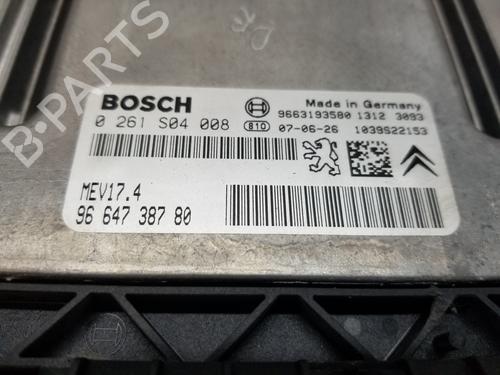 BOSCH
Made in Germany
0 261 S04 008
9663193580 1312 3093
810 07-06-26 1039S22153
MEV17.4
96 647 387 80